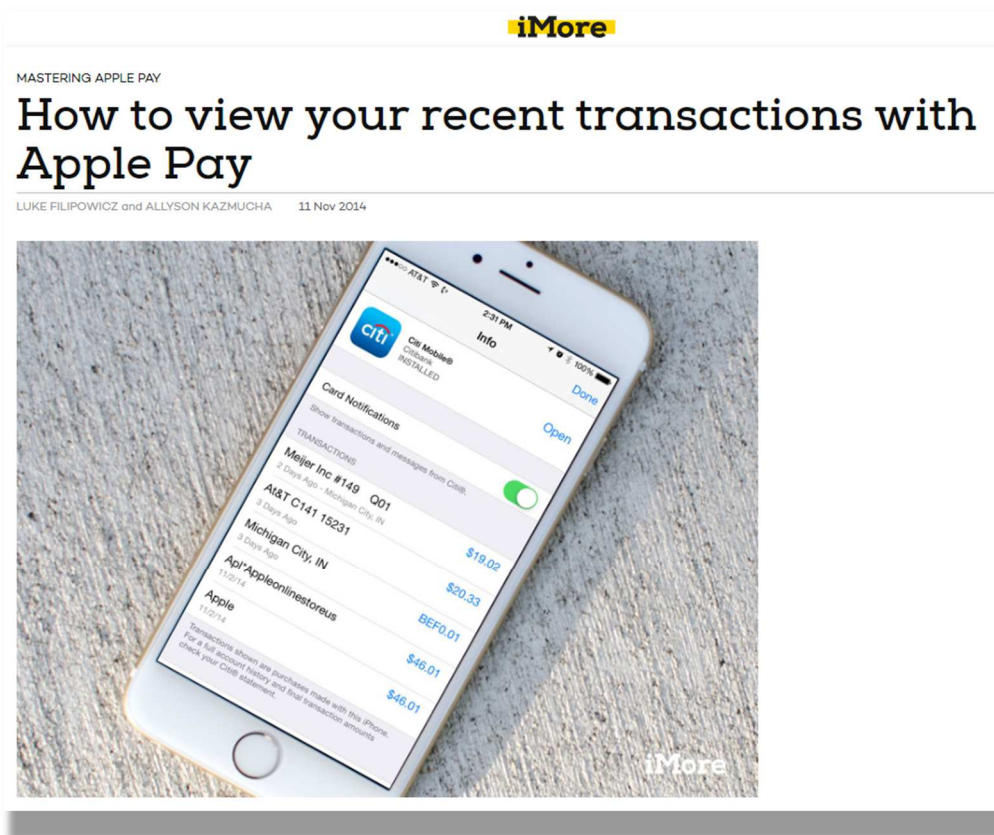 iMore
MASTERING APPLE PAY
How to view your recent transactions with
Apple Pay
LUKE FILIPOWICZ and ALLYSON KAZMUCHA 11 Nov 2014
AT&T 2:31 PM 100%
Info
Done
citi
Citi Mobile®
Citibank
INSTALLED
Open
Card Notifications
Show transactions and messages from Citi®.
TRANSACTIONS
Meijer Inc #149 Q01 $19.02
2 Days Ago - Michigan City, IN
At&T C141 15231 $20.33
3 Days Ago
Michigan City, IN BEF0.01
3 Days Ago
Apl*Appleonlinestoreus $46.01
11/2/14
Apple $46.01
11/2/14
Transactions shown are purchases made with this iPhone.
For a full account history and final transaction amounts
check your Citi® statement.
iMore